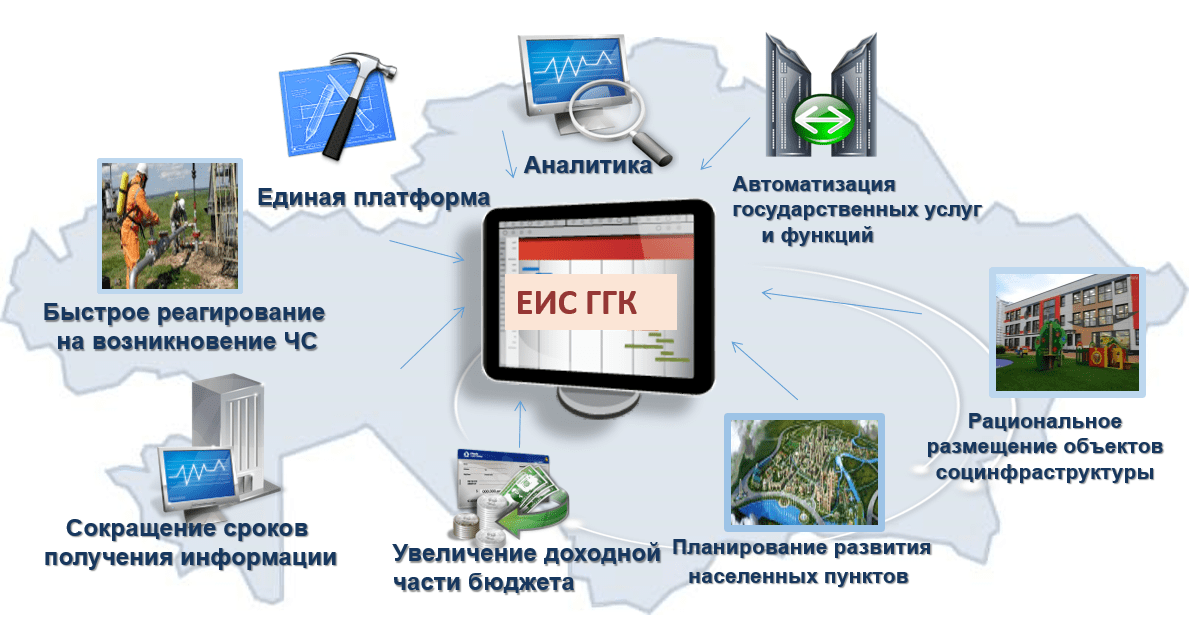 Аналитика
Единая платформа
Автоматизация
государственных услуг
и функций
ЕИС ГГК
Быстрое реагирование
на возникновение ЧС
Рациональное
размещение объектов
социнфраструктуры
Сокращение сроков
получения информации
Увеличение доходной
части бюджета
Планирование развития
населенных пунктов